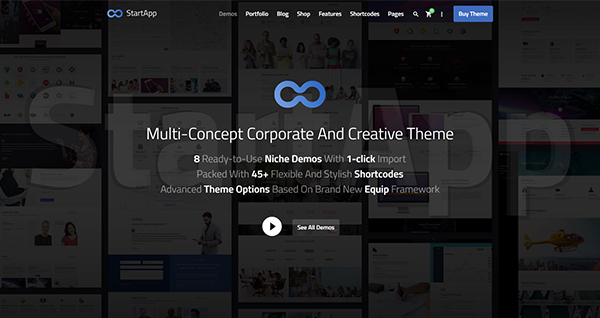 StartApp
Demos Portfolio Blog Shop Features Shortcodes Pages Buy Theme
StartApp
Multi-Concept Corporate And Creative Theme
8 Ready-to-Use Niche Demos With 1-click Import
Packed With 45+ Flexible And Stylish Shortcodes
Advanced Theme Options Based On Brand New Equip Framework
See All Demos